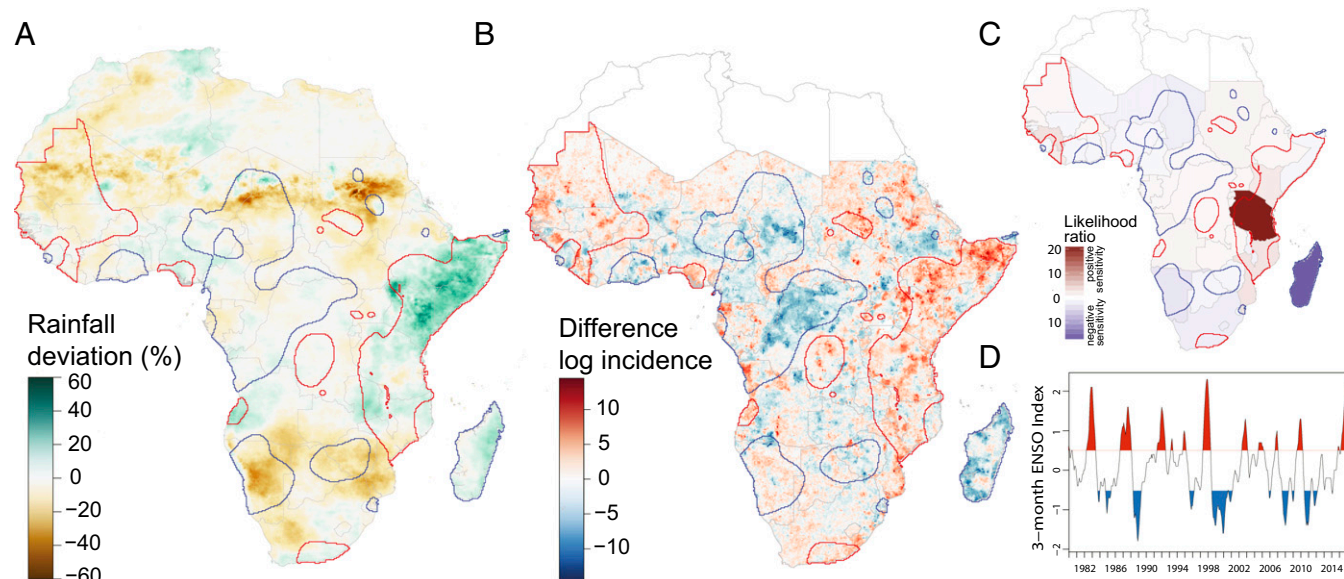 A
B
C
Rainfall
deviation (%)
60
40
20
0
−20
−40
−60
Difference
log incidence
10
5
0
−5
−10
Likelihood
ratio
20
15
10
5
0
10
positive
sensitivity
negative
sensitivity
D
3−month ENSO Index
2
1
0
−1
−2
1982 1986 1990 1994 1998 2002 2006 2010 2014